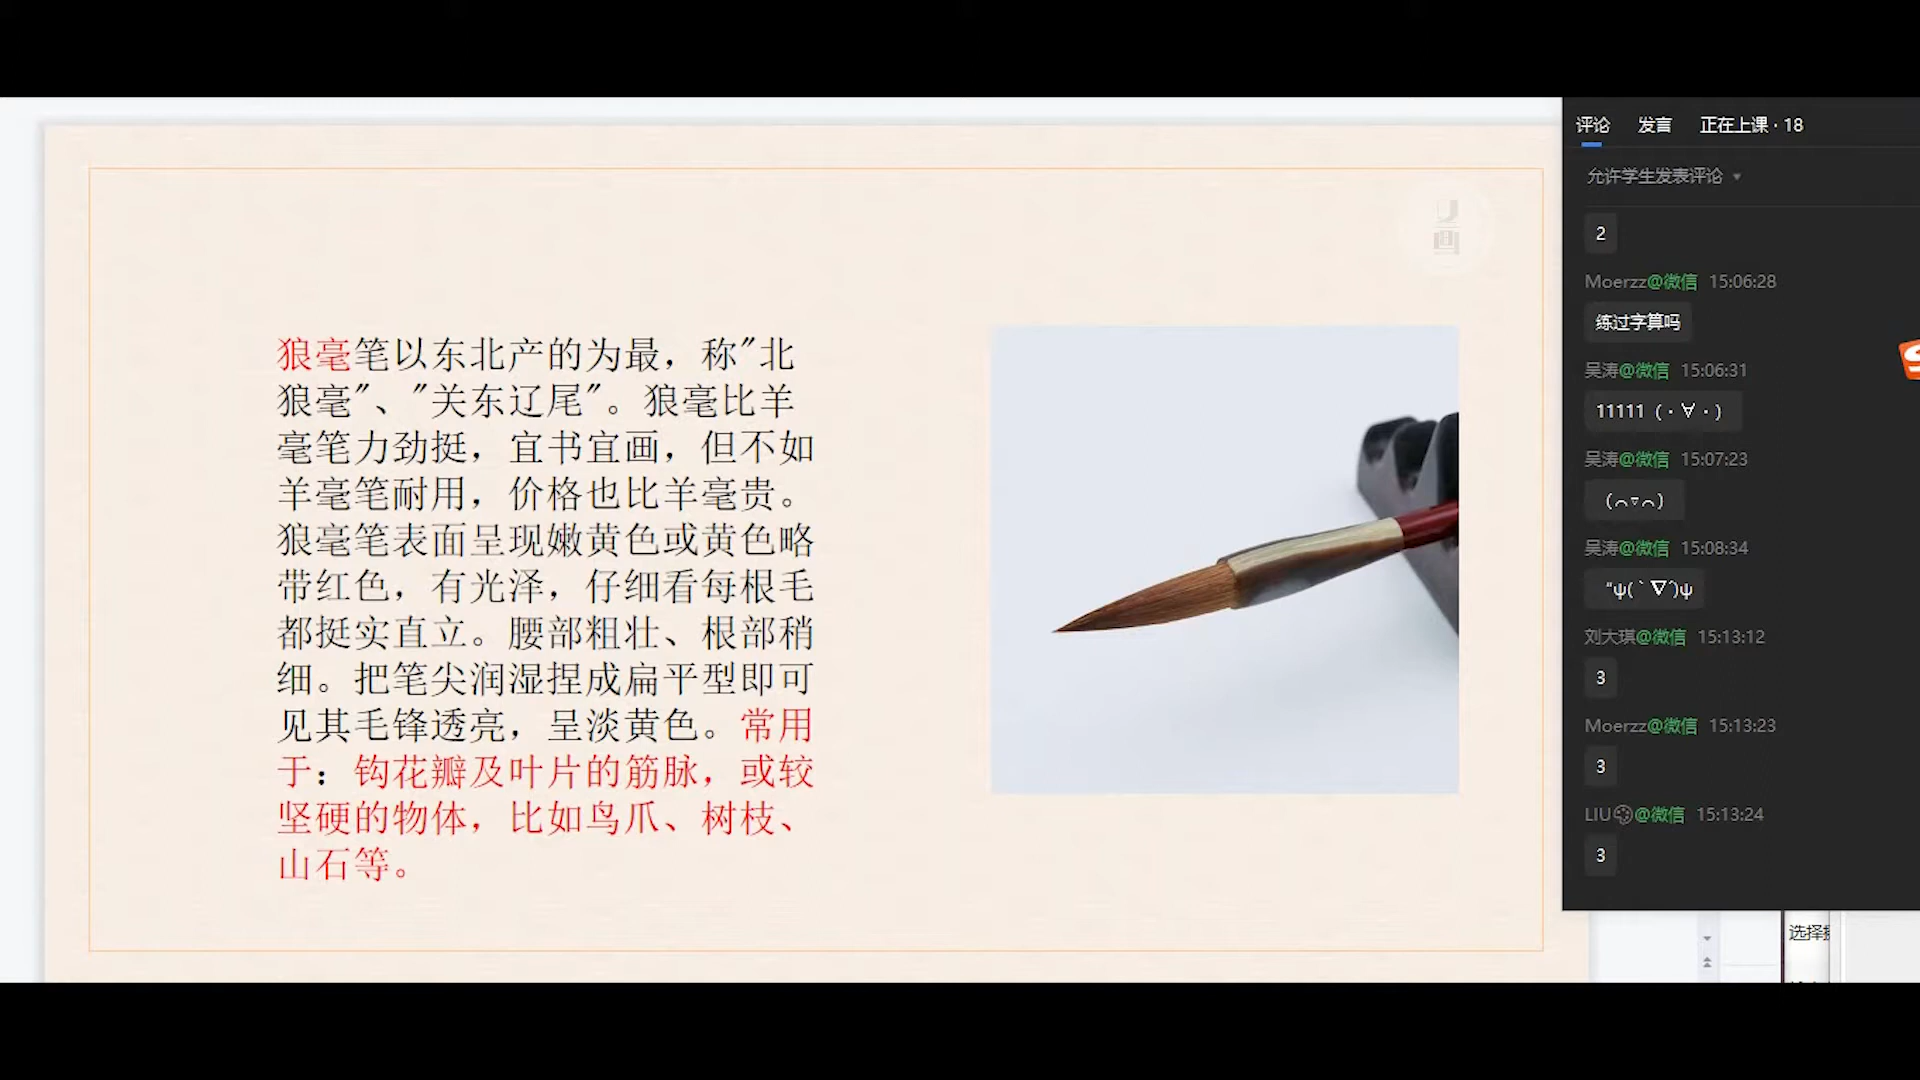 狼毫笔以东北产的为最，称"北
狼毫"、"关东辽尾"。狼毫比羊
毫笔力劲挺，宜书宜画，但不如
羊毫笔耐用，价格也比羊毫贵。
狼毫笔表面呈现嫩黄色或黄色略
带红色，有光泽，仔细看每根毛
都挺实直立。腰部粗壮、根部稍
细。把笔尖润湿捏成扁平型即可
见其毛锋透亮，呈淡黄色。常用
于：钩花瓣及叶片的筋脉，或较
坚硬的物体，比如鸟爪、树枝、
山石等。
评论 发言 正在上课·18
允许学生发表评论
2
Moerzz@微信 15:06:28
练过字算吗
吴涛@微信 15:06:31
11111（·∀·）
吴涛@微信 15:07:23
(⌒▿⌒)
吴涛@微信 15:08:34
“ψ(｀∇´)ψ
刘大琪@微信 15:13:12
3
Moerzz@微信 15:13:23
3
LIU@微信 15:13:24
3
选择